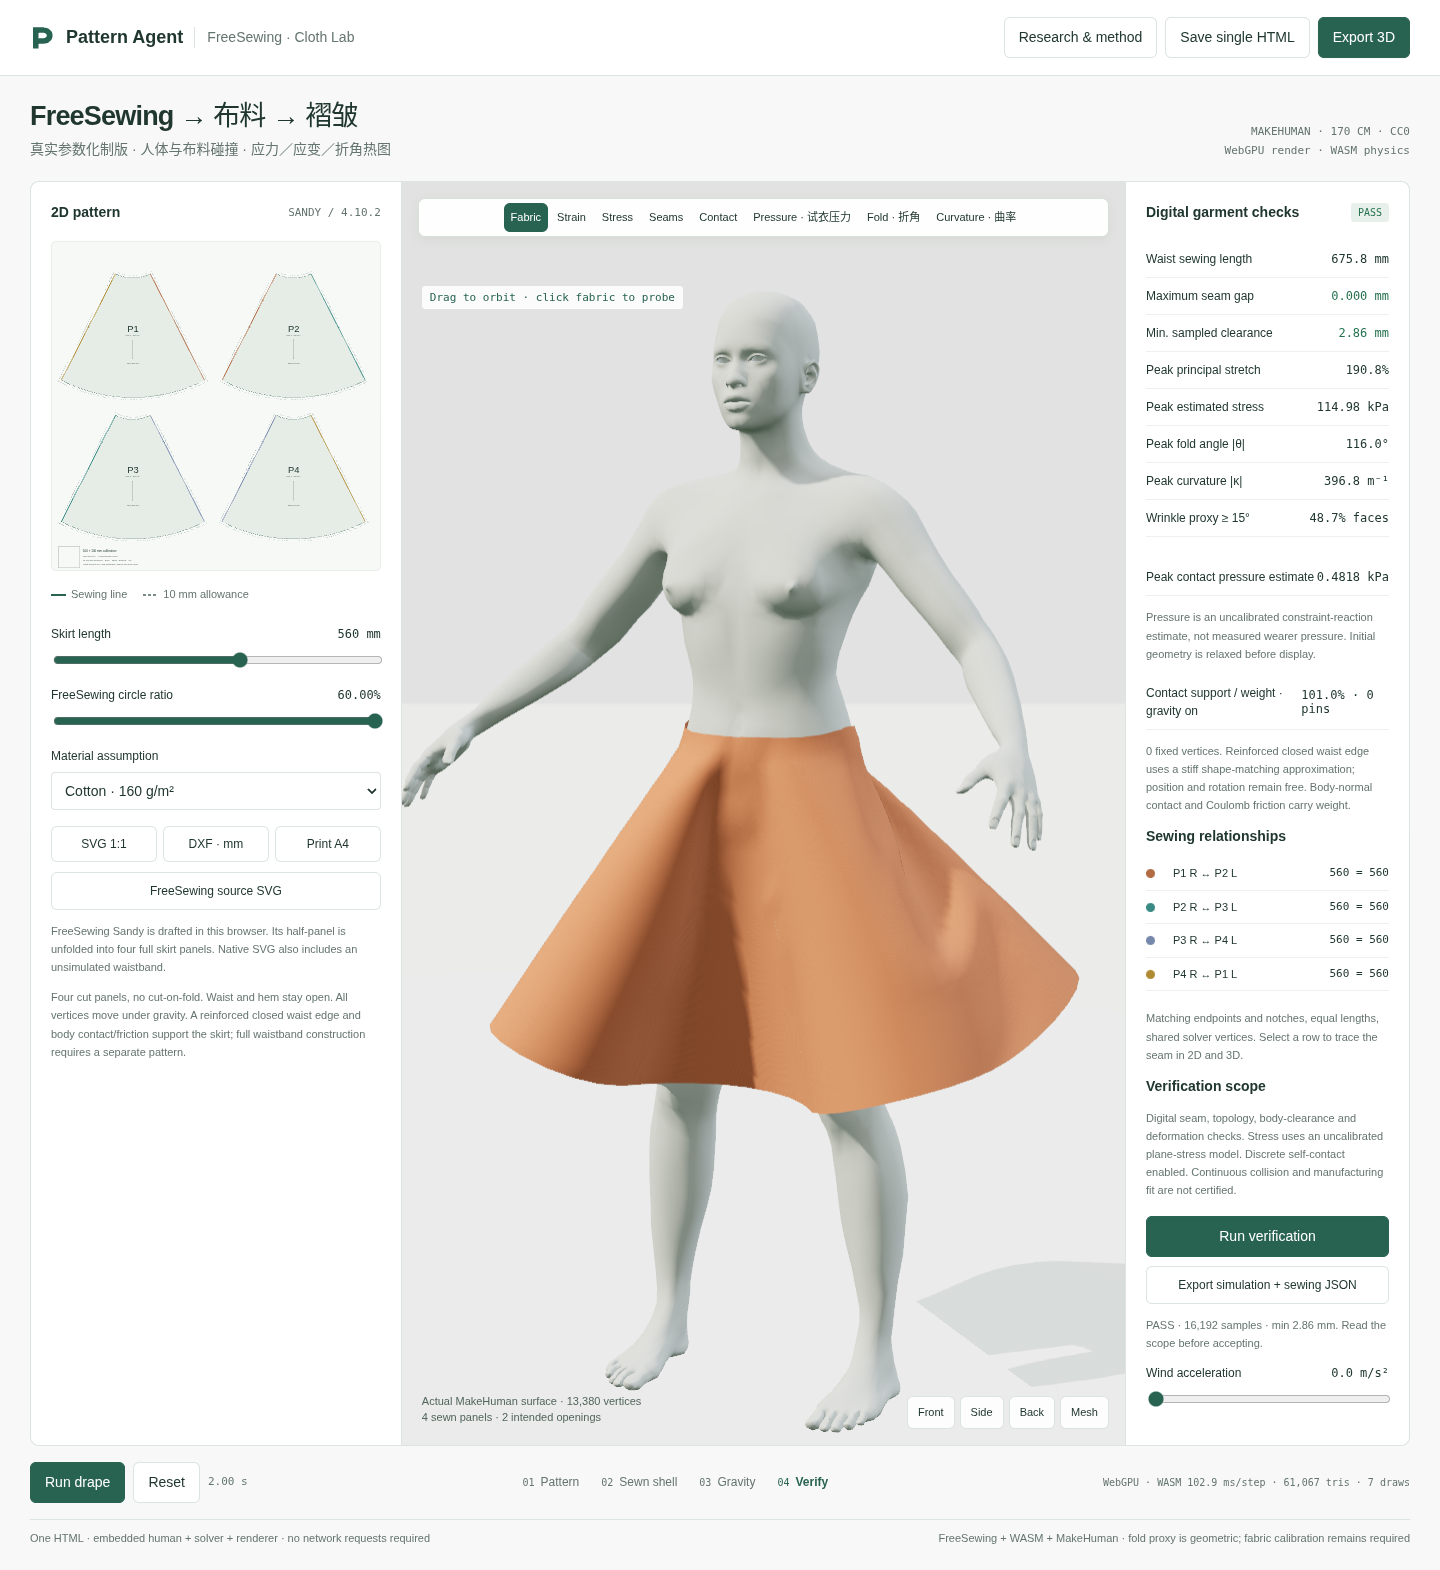 Pattern Agent
FreeSewing · Cloth Lab
Research & method
Save single HTML
Export 3D
FreeSewing → 布料 → 褶皱
真实参数化制版 · 人体与布料碰撞 · 应力／应变／折角热图
MAKEHUMAN · 170 CM · CC0
WebGPU render · WASM physics
2D pattern
SANDY / 4.10.2
P1
P2
P3
P4
Sewing line
10 mm allowance
Skirt length
560 mm
FreeSewing circle ratio
60.00%
Material assumption
Cotton · 160 g/m²
SVG 1:1
DXF · mm
Print A4
FreeSewing source SVG
FreeSewing Sandy is drafted in this browser. Its half-panel is
unfolded into four full skirt panels. Native SVG also includes an
unsimulated waistband.
Four cut panels, no cut-on-fold. Waist and hem stay open. All
vertices move under gravity. A reinforced closed waist edge and
body contact/friction support the skirt; full waistband construction
requires a separate pattern.
Fabric
Strain
Stress
Seams
Contact
Pressure · 试衣压力
Fold · 折角
Curvature · 曲率
Drag to orbit · click fabric to probe
Actual MakeHuman surface · 13,380 vertices
4 sewn panels · 2 intended openings
Front
Side
Back
Mesh
Digital garment checks
PASS
Waist sewing length
675.8 mm
Maximum seam gap
0.000 mm
Min. sampled clearance
2.86 mm
Peak principal stretch
190.8%
Peak estimated stress
114.98 kPa
Peak fold angle |θ|
116.0°
Peak curvature |κ|
396.8 m⁻¹
Wrinkle proxy ≥ 15°
48.7% faces
Peak contact pressure estimate
0.4818 kPa
Pressure is an uncalibrated constraint-reaction
estimate, not measured wearer pressure. Initial
geometry is relaxed before display.
Contact support / weight ·
gravity on
101.0% · 0
pins
0 fixed vertices. Reinforced closed waist edge
uses a stiff shape-matching approximation;
position and rotation remain free. Body-normal
contact and Coulomb friction carry weight.
Sewing relationships
P1 R ↔ P2 L
560 = 560
P2 R ↔ P3 L
560 = 560
P3 R ↔ P4 L
560 = 560
P4 R ↔ P1 L
560 = 560
Matching endpoints and notches, equal lengths,
shared solver vertices. Select a row to trace the
seam in 2D and 3D.
Verification scope
Digital seam, topology, body-clearance and
deformation checks. Stress uses an uncalibrated
plane-stress model. Discrete self-contact
enabled. Continuous collision and manufacturing
fit are not certified.
Run verification
Export simulation + sewing JSON
PASS · 16,192 samples · min 2.86 mm. Read the
scope before accepting.
Wind acceleration
0.0 m/s²
Run drape
Reset
2.00 s
01 Pattern
02 Sewn shell
03 Gravity
04 Verify
WebGPU · WASM 102.9 ms/step · 61,067 tris · 7 draws
One HTML · embedded human + solver + renderer · no network requests required
FreeSewing + WASM + MakeHuman · fold proxy is geometric; fabric calibration remains required